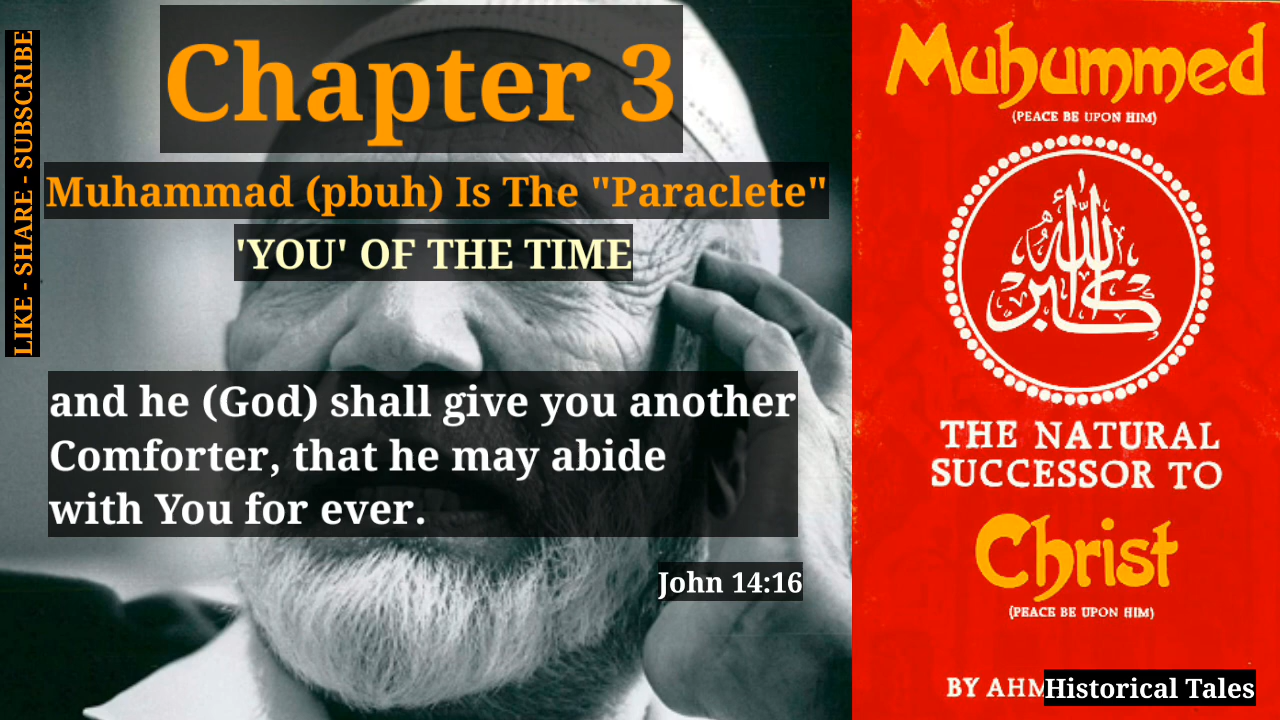 LIKE - SHARE - SUBSCRIBE
Chapter 3
Muhammad (pbuh) Is The "Paraclete"
'YOU' OF THE TIME
and he (God) shall give you another
Comforter, that he may abide
with You for ever.
John 14:16
Muhummed
(PEACE BE UPON HIM)
الله
اكبر
THE NATURAL
SUCCESSOR TO
Christ
(PEACE BE UPON HIM)
BY AHM
Historical Tales